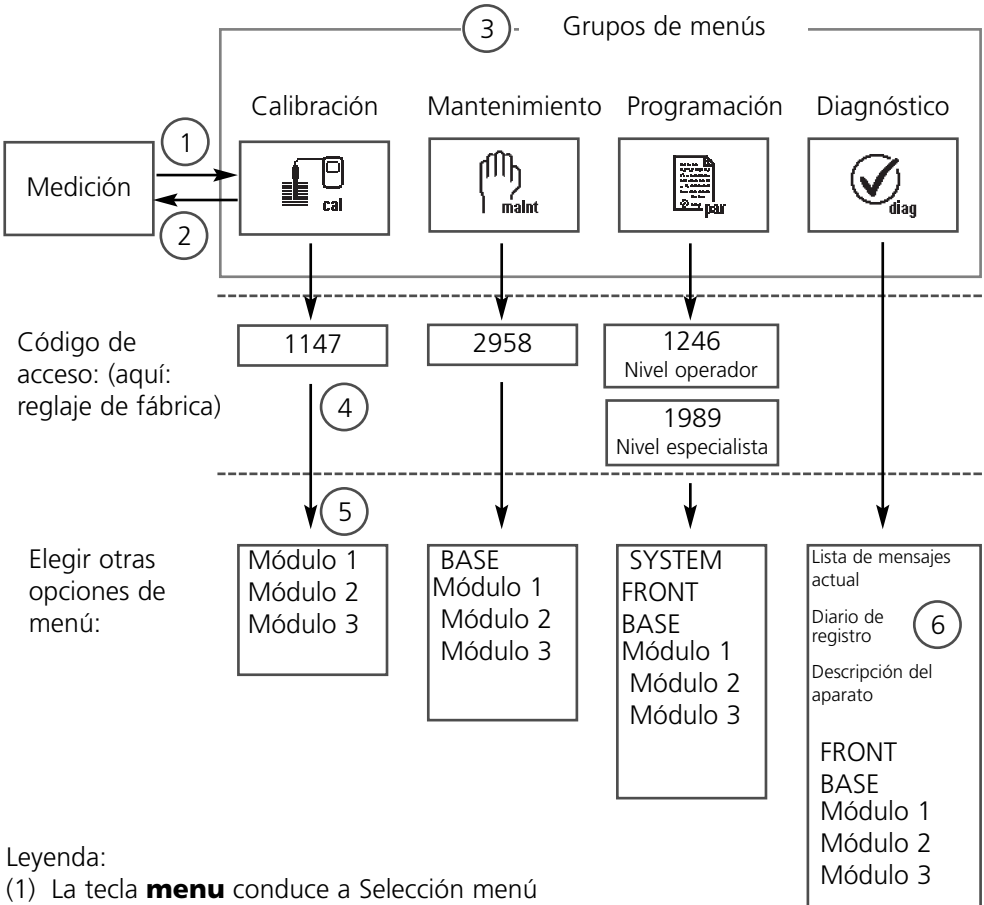 3
Grupos de menús
Calibración
Mantenimiento
Programación
Diagnóstico
1
Medición
cal
maint
par
diag
2
Código de
acceso: (aquí:
reglaje de fábrica)
1147
2958
1246
Nivel operador
4
1989
Nivel especialista
5
Elegir otras
opciones de
menú:
Módulo 1
Módulo 2
Módulo 3
BASE
Módulo 1
Módulo 2
Módulo 3
SYSTEM
FRONT
BASE
Módulo 1
Módulo 2
Módulo 3
Lista de mensajes
actual
Diario de
registro
6
Descripción del
aparato
FRONT
BASE
Módulo 1
Módulo 2
Módulo 3
Leyenda:
(1) La tecla menu conduce a Selección menú